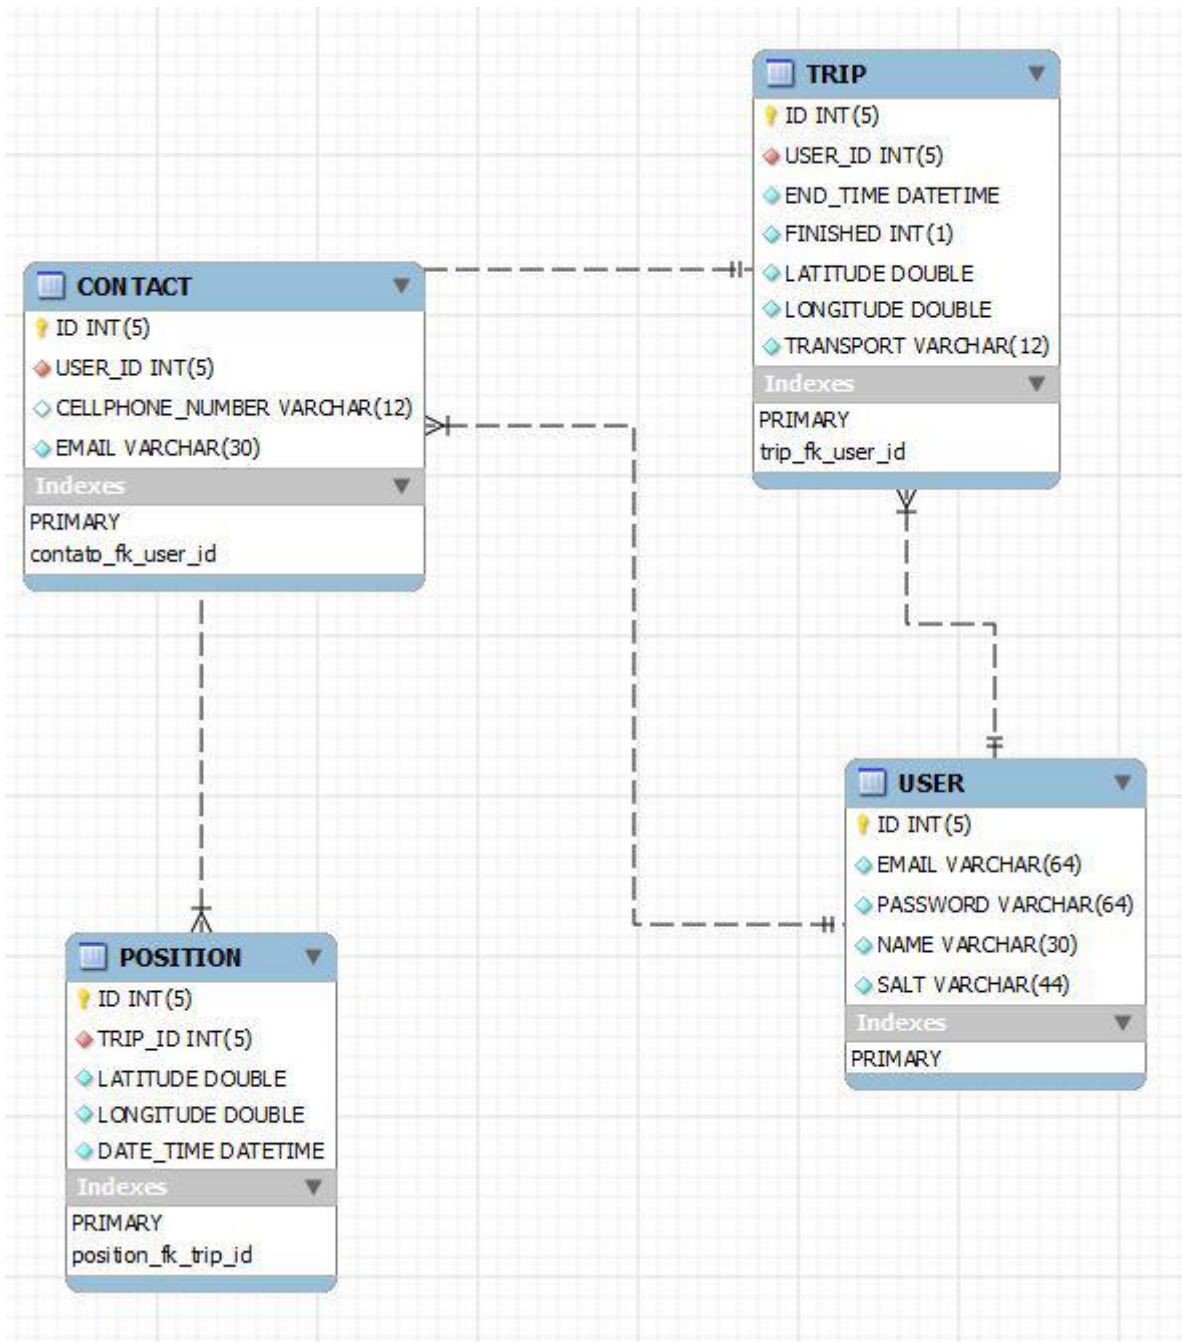 TRIP
ID INT(5)
USER_ID INT(5)
END_TIME DATETIME
FINISHED INT(1)
LATITUDE DOUBLE
LONGITUDE DOUBLE
TRANSPORT VARCHAR(12)
Indexes
PRIMARY
trip_fk_user_id
CONTACT
ID INT(5)
USER_ID INT(5)
CELLPHONE_NUMBER VARCHAR(12)
EMAIL VARCHAR(30)
Indexes
PRIMARY
contato_fk_user_id
USER
ID INT(5)
EMAIL VARCHAR(64)
PASSWORD VARCHAR(64)
NAME VARCHAR(30)
SALT VARCHAR(44)
Indexes
PRIMARY
POSITION
ID INT(5)
TRIP_ID INT(5)
LATITUDE DOUBLE
LONGITUDE DOUBLE
DATE_TIME DATETIME
Indexes
PRIMARY
position_fk_trip_id